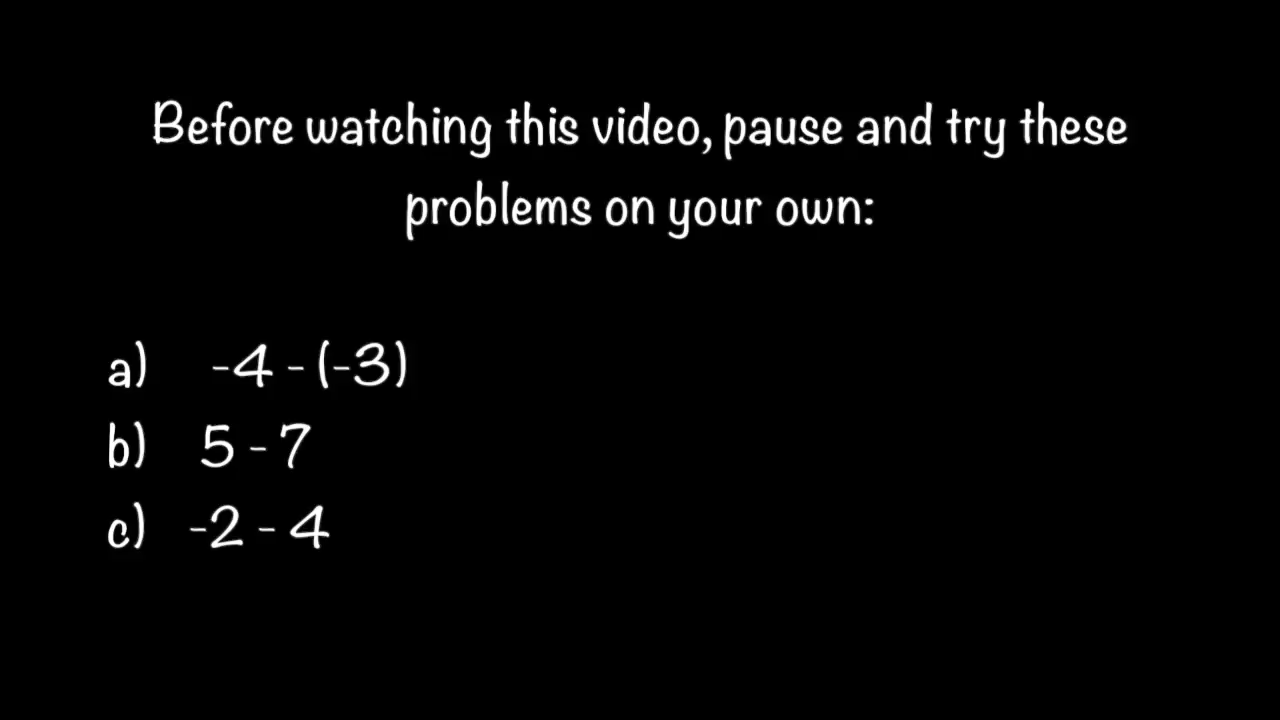 Before watching this video, pause and try these
problems on your own:
a) -4 - (-3)
b) 5 - 7
c) -2 - 4